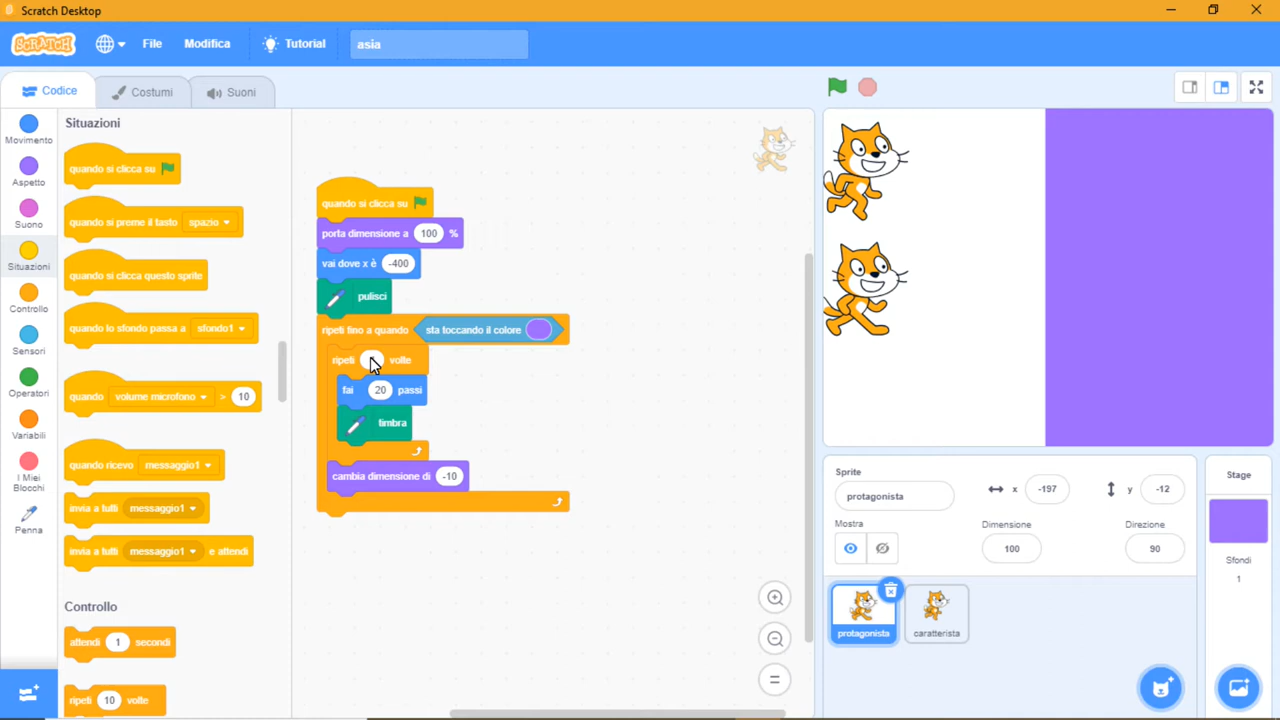 Scratch Desktop
SCRATCH File Modifica Tutorial asia
Codice Costumi Suoni
Movimento
Aspetto
Suono
Situazioni
Controllo
Sensori
Operatori
Variabili
I Miei
Blocchi
Penna
Situazioni
quando si clicca su
quando si preme il tasto spazio
quando si clicca questo sprite
quando lo sfondo passa a sfondo1
quando volume microfono > 10
quando ricevo messaggio1
invia a tutti messaggio1
invia a tutti messaggio1 e attendi
Controllo
attendi 1 secondi
ripeti 10 volte
quando si clicca su
porta dimensione a 100 %
vai dove x è -400
pulisci
ripeti fino a quando sta toccando il colore
ripeti volte
fai 20 passi
timbra
cambia dimensione di -10
Sprite
protagonista x -197 y -12
Mostra Dimensione Direzione
100 90
protagonista caratterista
Stage
Sfondi
1